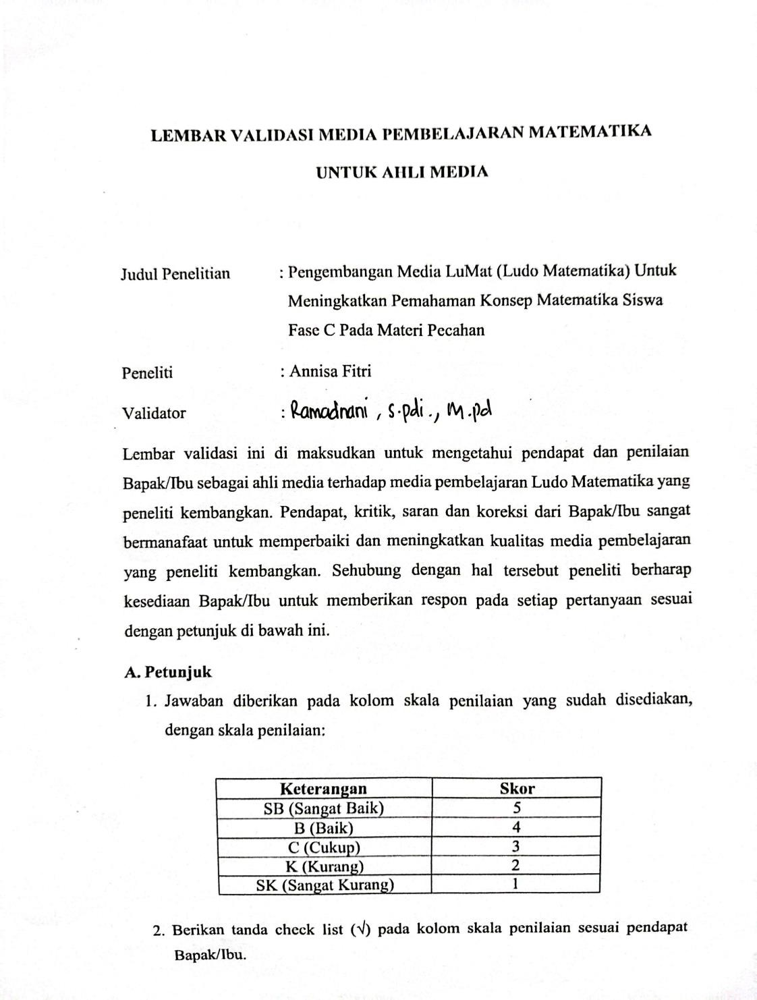 LEMBAR VALIDASI MEDIA PEMBELAJARAN MATEMATIKA
UNTUK AHLI MEDIA
Judul Penelitian : Pengembangan Media LuMat (Ludo Matematika) Untuk
Meningkatkan Pemahaman Konsep Matematika Siswa
Fase C Pada Materi Pecahan
Peneliti : Annisa Fitri
Validator : Ramadnani, S.pdi., M.pd
Lembar validasi ini di maksudkan untuk mengetahui pendapat dan penilaian
Bapak/Ibu sebagai ahli media terhadap media pembelajaran Ludo Matematika yang
peneliti kembangkan. Pendapat, kritik, saran dan koreksi dari Bapak/Ibu sangat
bermanafaat untuk memperbaiki dan meningkatkan kualitas media pembelajaran
yang peneliti kembangkan. Sehubung dengan hal tersebut peneliti berharap
kesediaan Bapak/Ibu untuk memberikan respon pada setiap pertanyaan sesuai
dengan petunjuk di bawah ini.
A. Petunjuk
1. Jawaban diberikan pada kolom skala penilaian yang sudah disediakan,
dengan skala penilaian:
Keterangan Skor
SB (Sangat Baik) 5
B (Baik) 4
C (Cukup) 3
K (Kurang) 2
SK (Sangat Kurang) 1
2. Berikan tanda check list (√) pada kolom skala penilaian sesuai pendapat
Bapak/Ibu.